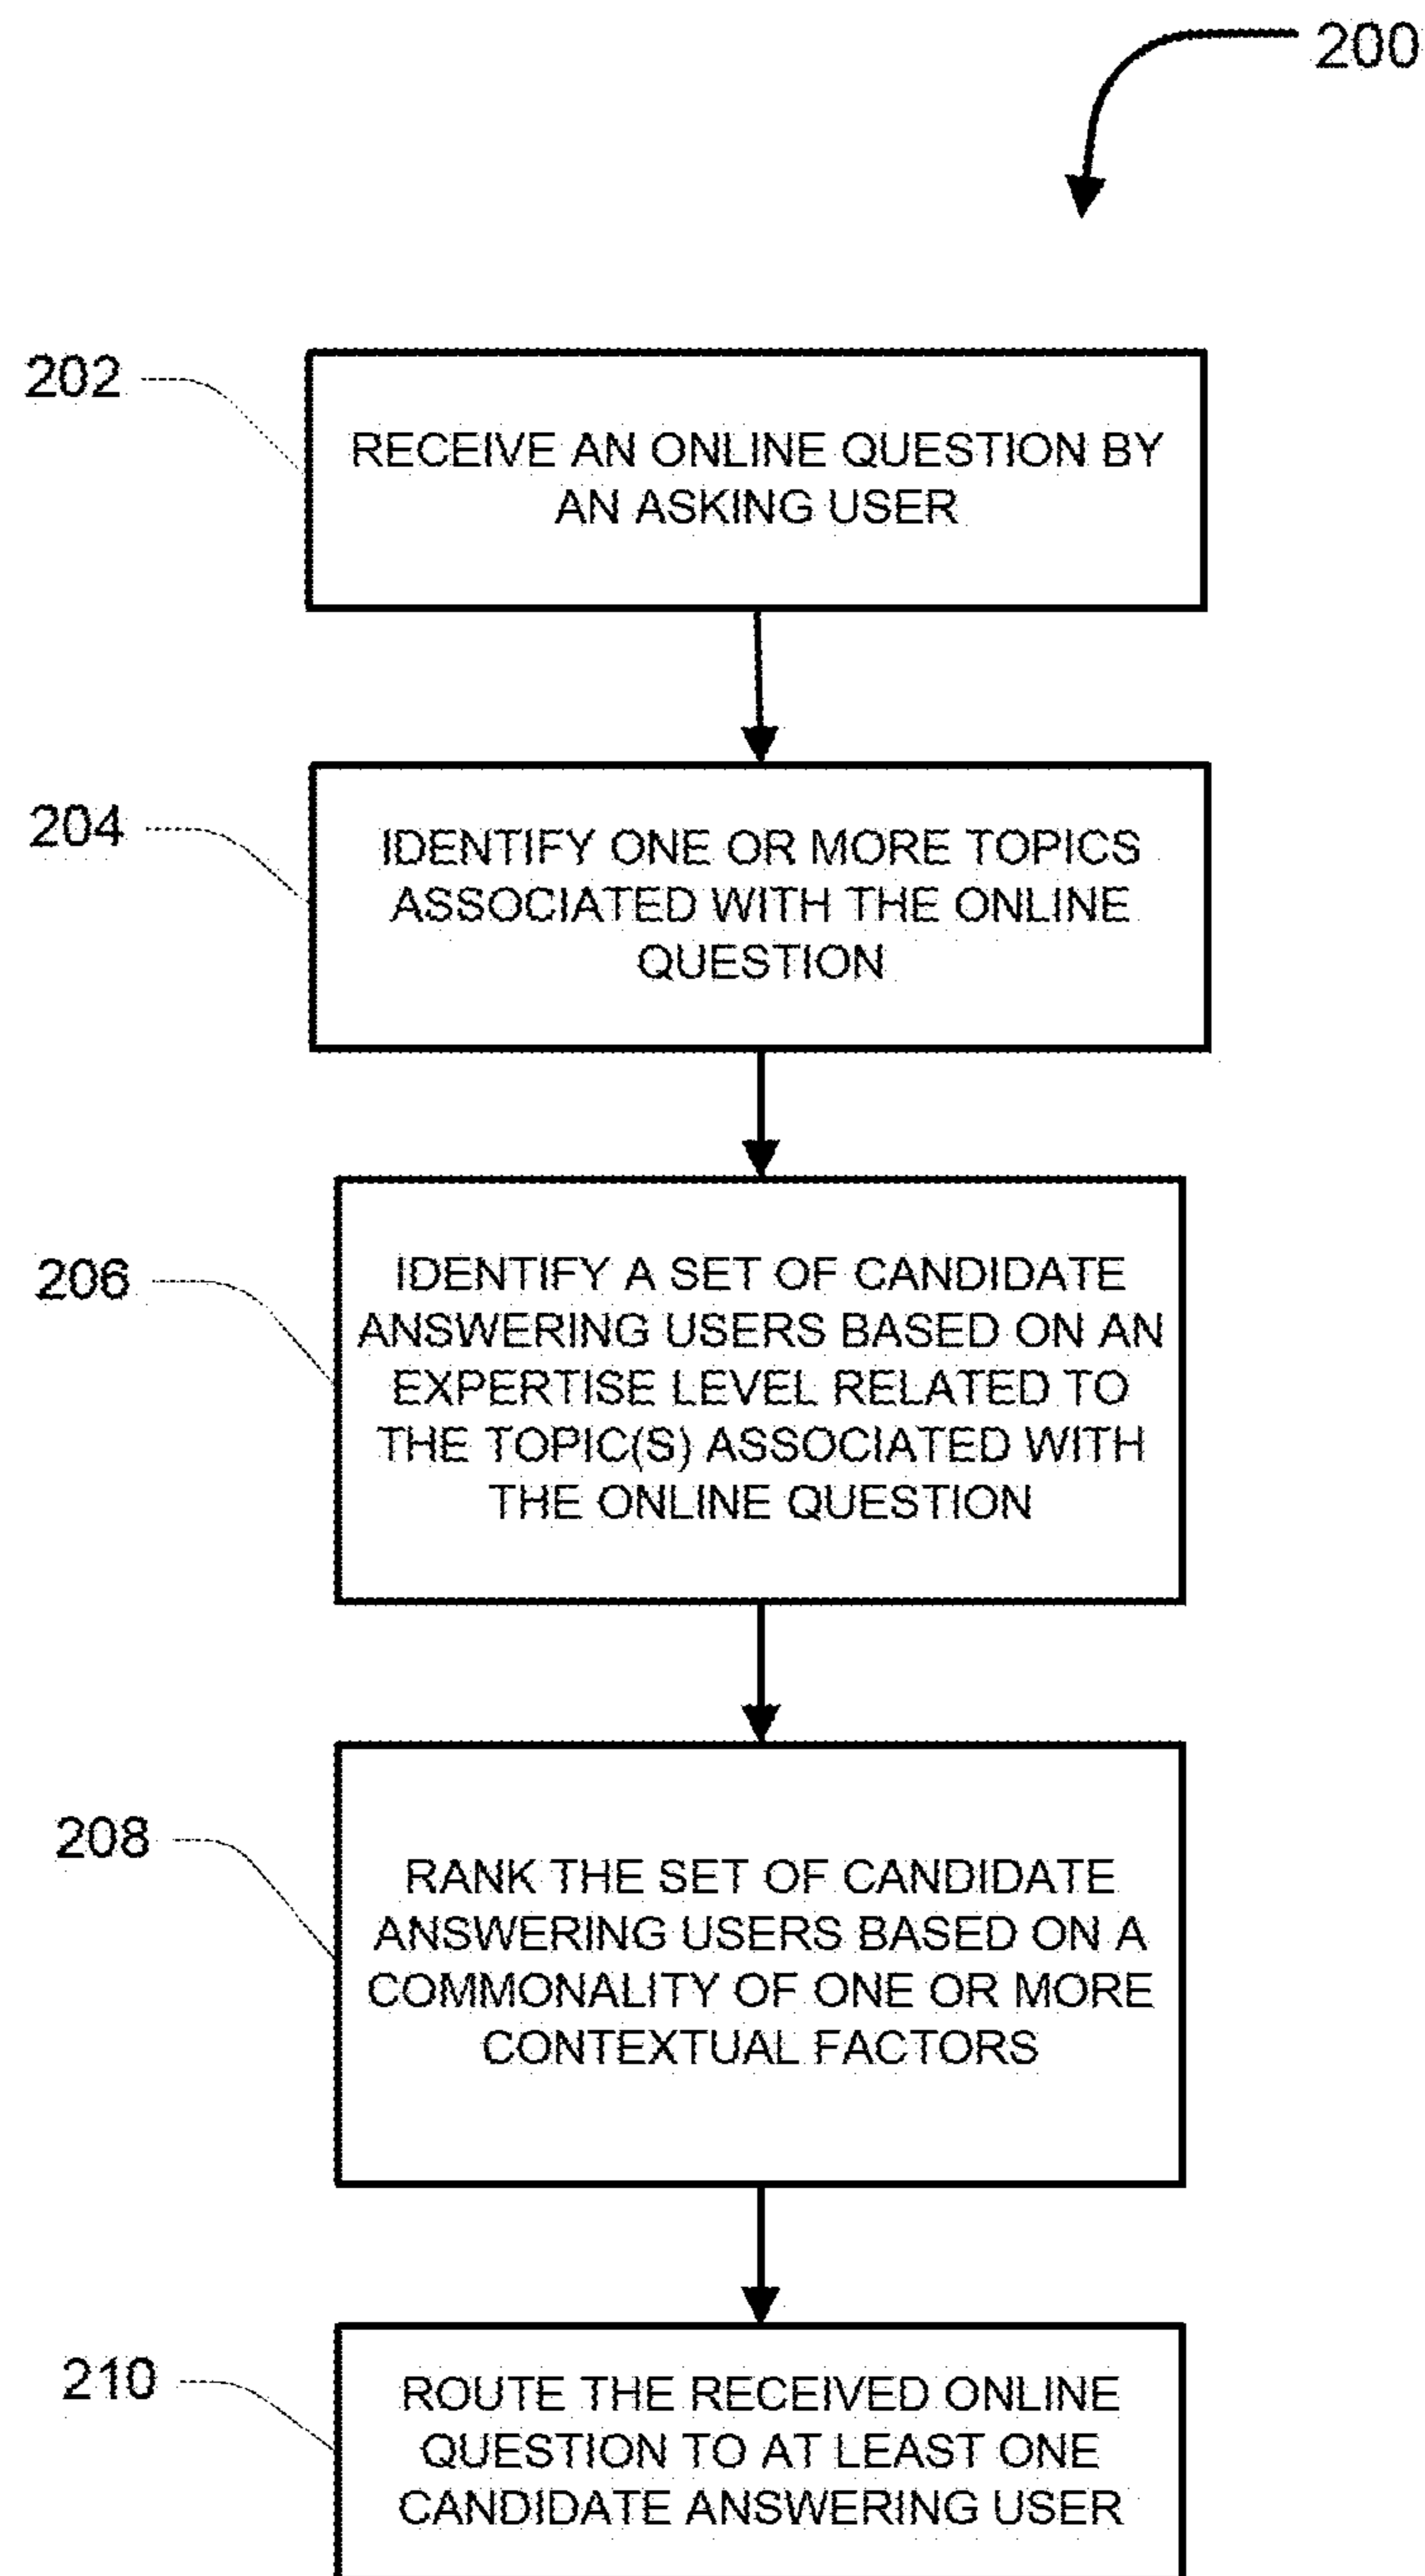 200
202
RECEIVE AN ONLINE QUESTION BY
AN ASKING USER
204
IDENTIFY ONE OR MORE TOPICS
ASSOCIATED WITH THE ONLINE
QUESTION
206
IDENTIFY A SET OF CANDIDATE
ANSWERING USERS BASED ON AN
EXPERTISE LEVEL RELATED TO
THE TOPIC(S) ASSOCIATED WITH
THE ONLINE QUESTION
208
RANK THE SET OF CANDIDATE
ANSWERING USERS BASED ON A
COMMONALITY OF ONE OR MORE
CONTEXTUAL FACTORS
210
ROUTE THE RECEIVED ONLINE
QUESTION TO AT LEAST ONE
CANDIDATE ANSWERING USER